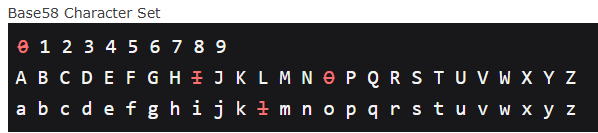 Base58 Character Set
0 1 2 3 4 5 6 7 8 9
A B C D E F G H I J K L M N O P Q R S T U V W X Y Z
a b c d e f g h i j k l m n o p q r s t u v w x y z